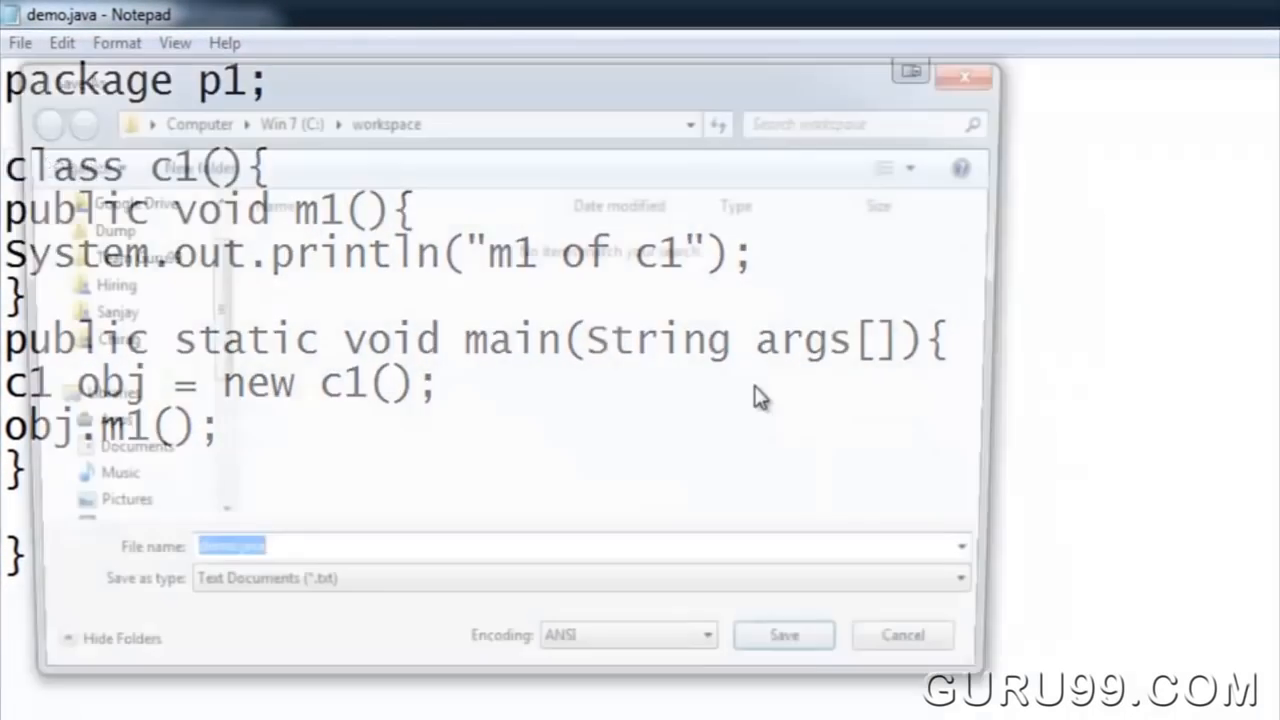 demo.java - Notepad
File Edit Format View Help
package p1;
Computer Win 7 (C:) workspace Search workspace
class c1(){
New folder
Google Drive Name Date modified Type Size
public void m1(){
Dump
System.out.println("m1 of c1");
No items match your search.
Hiring
}
Sanjay
public static void main(String args[]){
c1 obj = new c1();
obj.m1();
Documents
}
Music
Pictures
File name: demo.java
}
Save as type: Text Documents (*.txt)
Hide Folders Encoding: ANSI Save Cancel
GURU99.COM